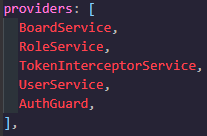 providers: [
BoardService,
RoleService,
TokenInterceptorService,
UserService,
AuthGuard,
],